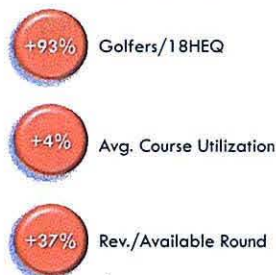 +93% Golfers/18HEQ
+4% Avg. Course Utilization
+37% Rev./Available Round